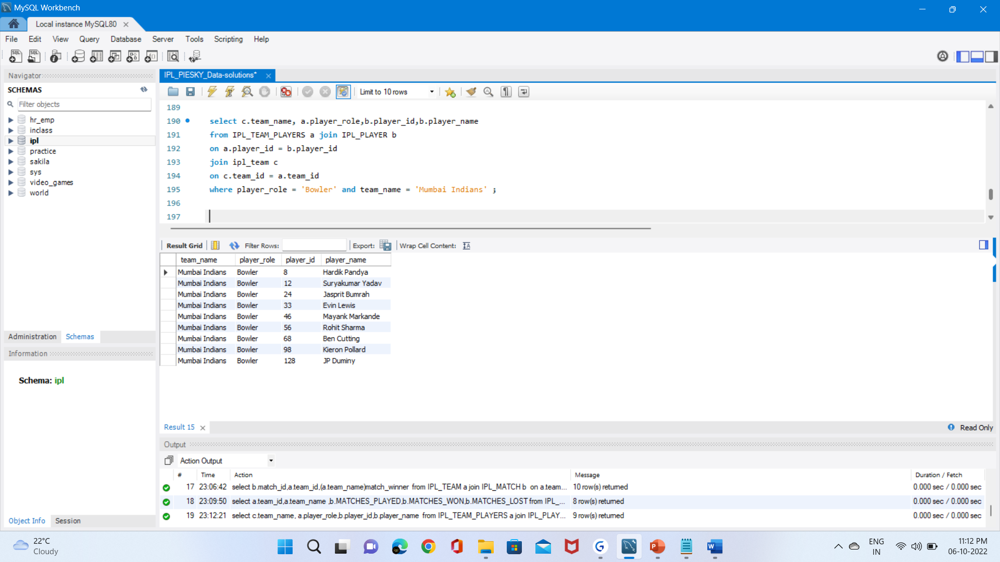 MySQL Workbench
Local instance MySQL80
File Edit View Query Database Server Tools Scripting Help
Navigator
SCHEMAS
Filter objects
hr_emp
inclass
ipl
practice
sakila
sys
video_games
world
Administration Schemas
Information
Schema: ipl
Object Info Session
IPL_PIESKY_Data-solutions*
Limit to 10 rows
189
190 select c.team_name, a.player_role,b.player_id,b.player_name
191 from IPL_TEAM_PLAYERS a join IPL_PLAYER b
192 on a.player_id = b.player_id
193 join ipl_team c
194 on c.team_id = a.team_id
195 where player_role = 'Bowler' and team_name = 'Mumbai Indians' ;
196
197
Result Grid Filter Rows: Export: Wrap Cell Content:
team_name player_role player_id player_name
Mumbai Indians Bowler 8 Hardik Pandya
Mumbai Indians Bowler 12 Suryakumar Yadav
Mumbai Indians Bowler 24 Jasprit Bumrah
Mumbai Indians Bowler 33 Evin Lewis
Mumbai Indians Bowler 46 Mayank Markande
Mumbai Indians Bowler 56 Rohit Sharma
Mumbai Indians Bowler 68 Ben Cutting
Mumbai Indians Bowler 98 Kieron Pollard
Mumbai Indians Bowler 128 JP Duminy
Result 15 Read Only
Output
Action Output
# Time Action Message Duration / Fetch
17 23:06:42 select b.match_id,a.team_id,(a.team_name)match_winner from IPL_TEAM a join IPL_MATCH b on a.team... 10 row(s) returned 0.000 sec / 0.000 sec
18 23:09:50 select a.team_id,a.team_name ,b.MATCHES_PLAYED,b.MATCHES_WON,b.MATCHES_LOST from IPL_... 8 row(s) returned 0.000 sec / 0.000 sec
19 23:12:21 select c.team_name, a.player_role,b.player_id,b.player_name from IPL_TEAM_PLAYERS a join IPL_PLAY... 9 row(s) returned 0.000 sec / 0.000 sec
22°C
Cloudy
ENG
IN
11:12 PM
06-10-2022